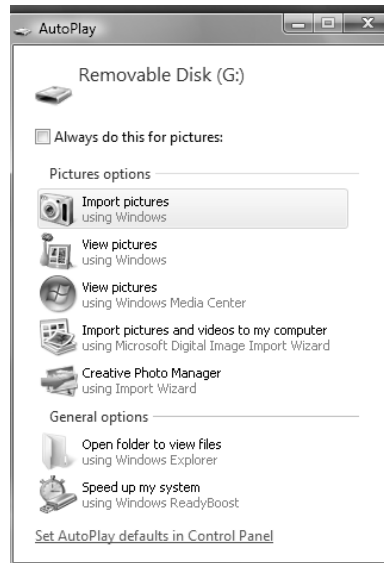 AutoPlay
Removable Disk (G:)
Always do this for pictures:
Pictures options
Import pictures
using Windows
View pictures
using Windows
View pictures
using Windows Media Center
Import pictures and videos to my computer
using Microsoft Digital Image Import Wizard
Creative Photo Manager
using Import Wizard
General options
Open folder to view files
using Windows Explorer
Speed up my system
using Windows ReadyBoost
Set AutoPlay defaults in Control Panel